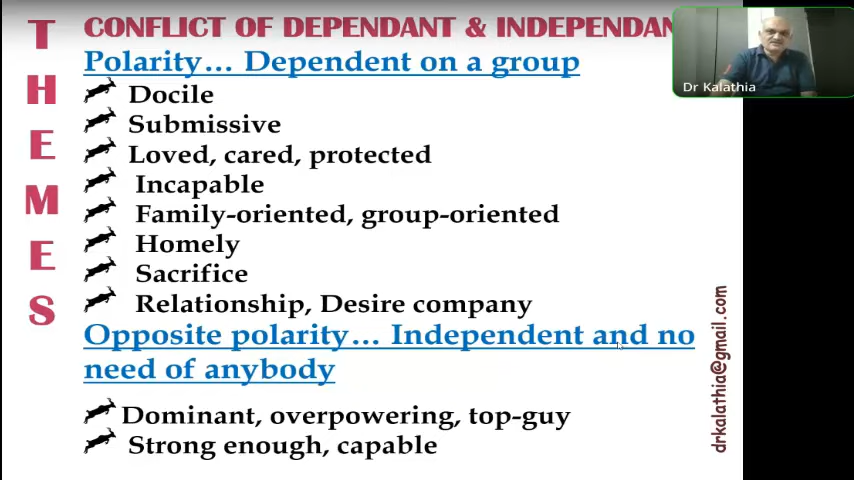 THEMES
CONFLICT OF DEPENDANT & INDEPENDAN
Polarity... Dependent on a group
Docile
Submissive
Loved, cared, protected
Incapable
Family-oriented, group-oriented
Homely
Sacrifice
Relationship, Desire company
Opposite polarity... Independent and no
need of anybody
Dominant, overpowering, top-guy
Strong enough, capable
Dr Kalathia
drkalathia@gmail.com